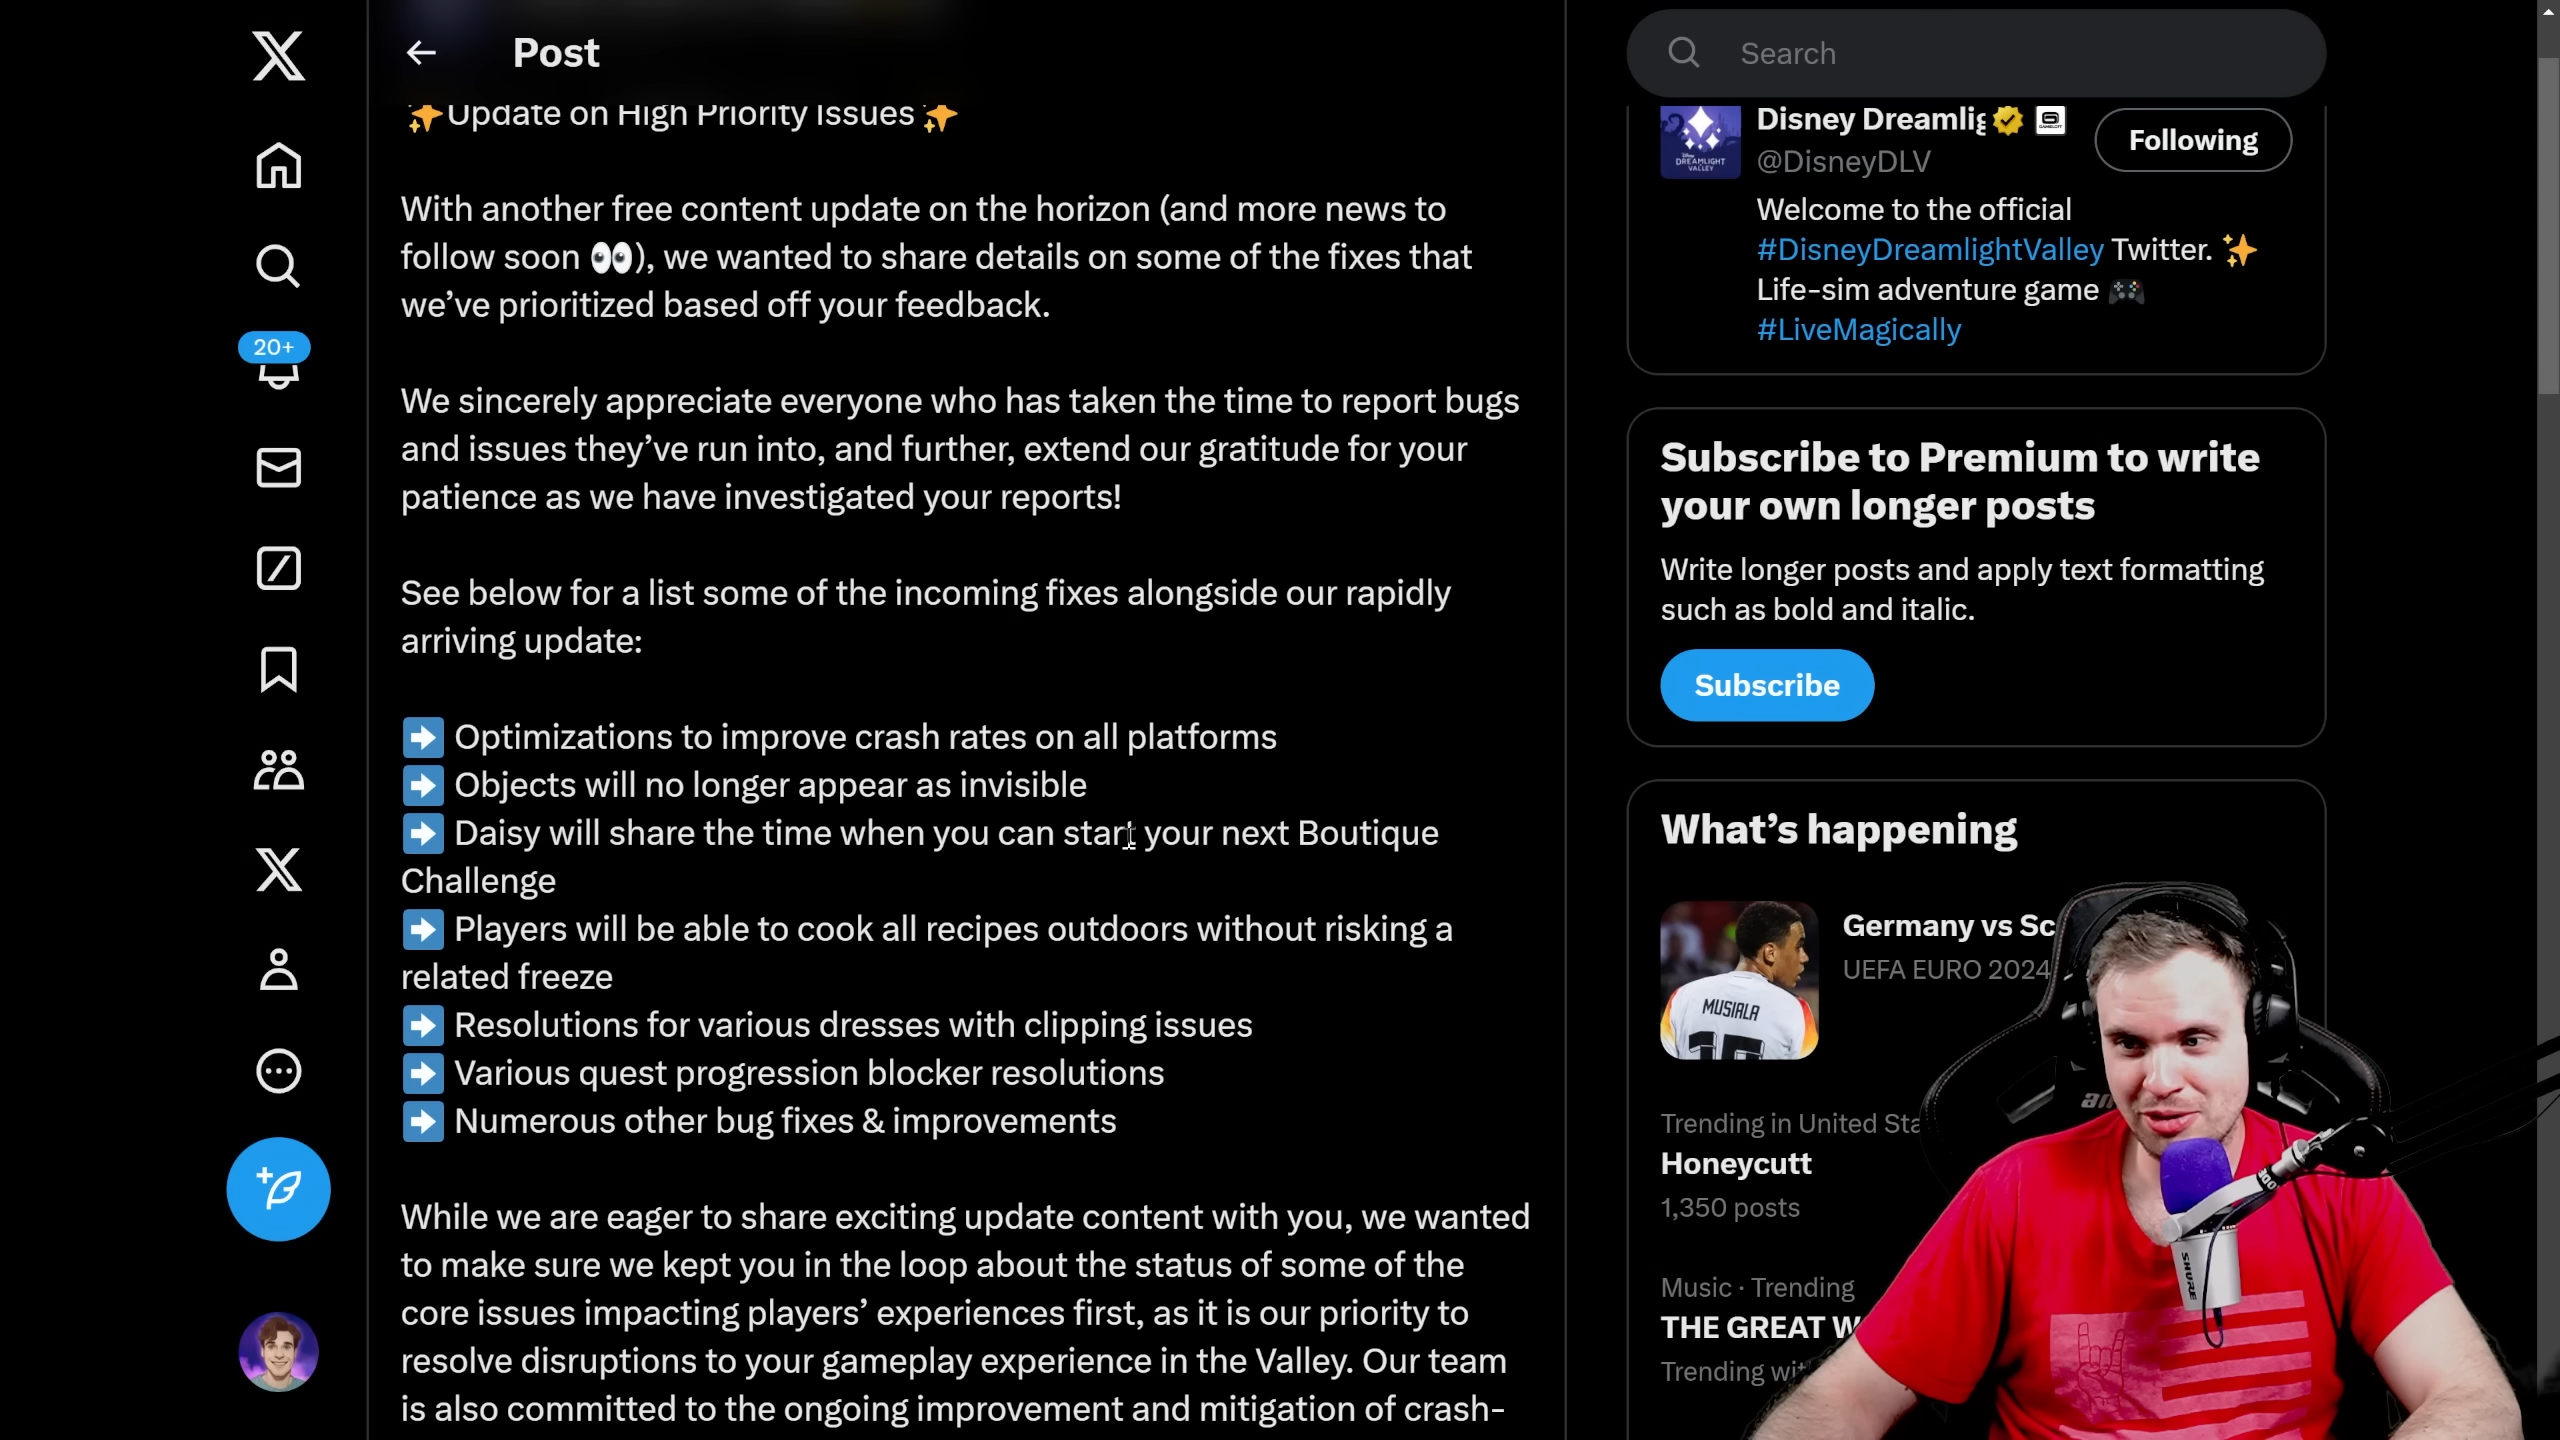 Post
✨Update on High Priority Issues✨
With another free content update on the horizon (and more news to
follow soon 👀), we wanted to share details on some of the fixes that
we’ve prioritized based off your feedback.
We sincerely appreciate everyone who has taken the time to report bugs
and issues they’ve run into, and further, extend our gratitude for your
patience as we have investigated your reports!
See below for a list some of the incoming fixes alongside our rapidly
arriving update:
➡️ Optimizations to improve crash rates on all platforms
➡️ Objects will no longer appear as invisible
➡️ Daisy will share the time when you can start your next Boutique
Challenge
➡️ Players will be able to cook all recipes outdoors without risking a
related freeze
➡️ Resolutions for various dresses with clipping issues
➡️ Various quest progression blocker resolutions
➡️ Numerous other bug fixes & improvements
While we are eager to share exciting update content with you, we wanted
to make sure we kept you in the loop about the status of some of the
core issues impacting players’ experiences first, as it is our priority to
resolve disruptions to your gameplay experience in the Valley. Our team
is also committed to the ongoing improvement and mitigation of crash-
20+
Search
Disney Dreamlig
@DisneyDLV
Following
DREAMLIGHT
VALLEY
Welcome to the official
#DisneyDreamlightValley Twitter. ✨
Life-sim adventure game 🎮
#LiveMagically
Subscribe to Premium to write
your own longer posts
Write longer posts and apply text formatting
such as bold and italic.
Subscribe
What’s happening
Germany vs Sc
UEFA EURO 2024
MUSIALA
Trending in United Sta
Honeycutt
1,350 posts
Music · Trending
THE GREAT W
Trending wit
SHURE